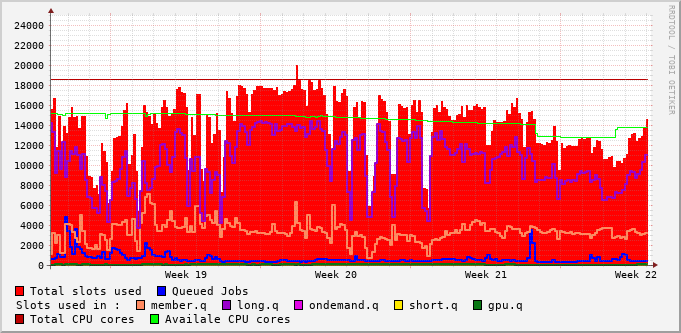 RRDTOOL / TOBI OETIKER
24000
22000
20000
18000
16000
14000
12000
10000
8000
6000
4000
2000
0
Week 19 Week 20 Week 21 Week 22
Total slots used Queued Jobs
Slots used in : member.q long.q ondemand.q short.q gpu.q
Total CPU cores Availale CPU cores